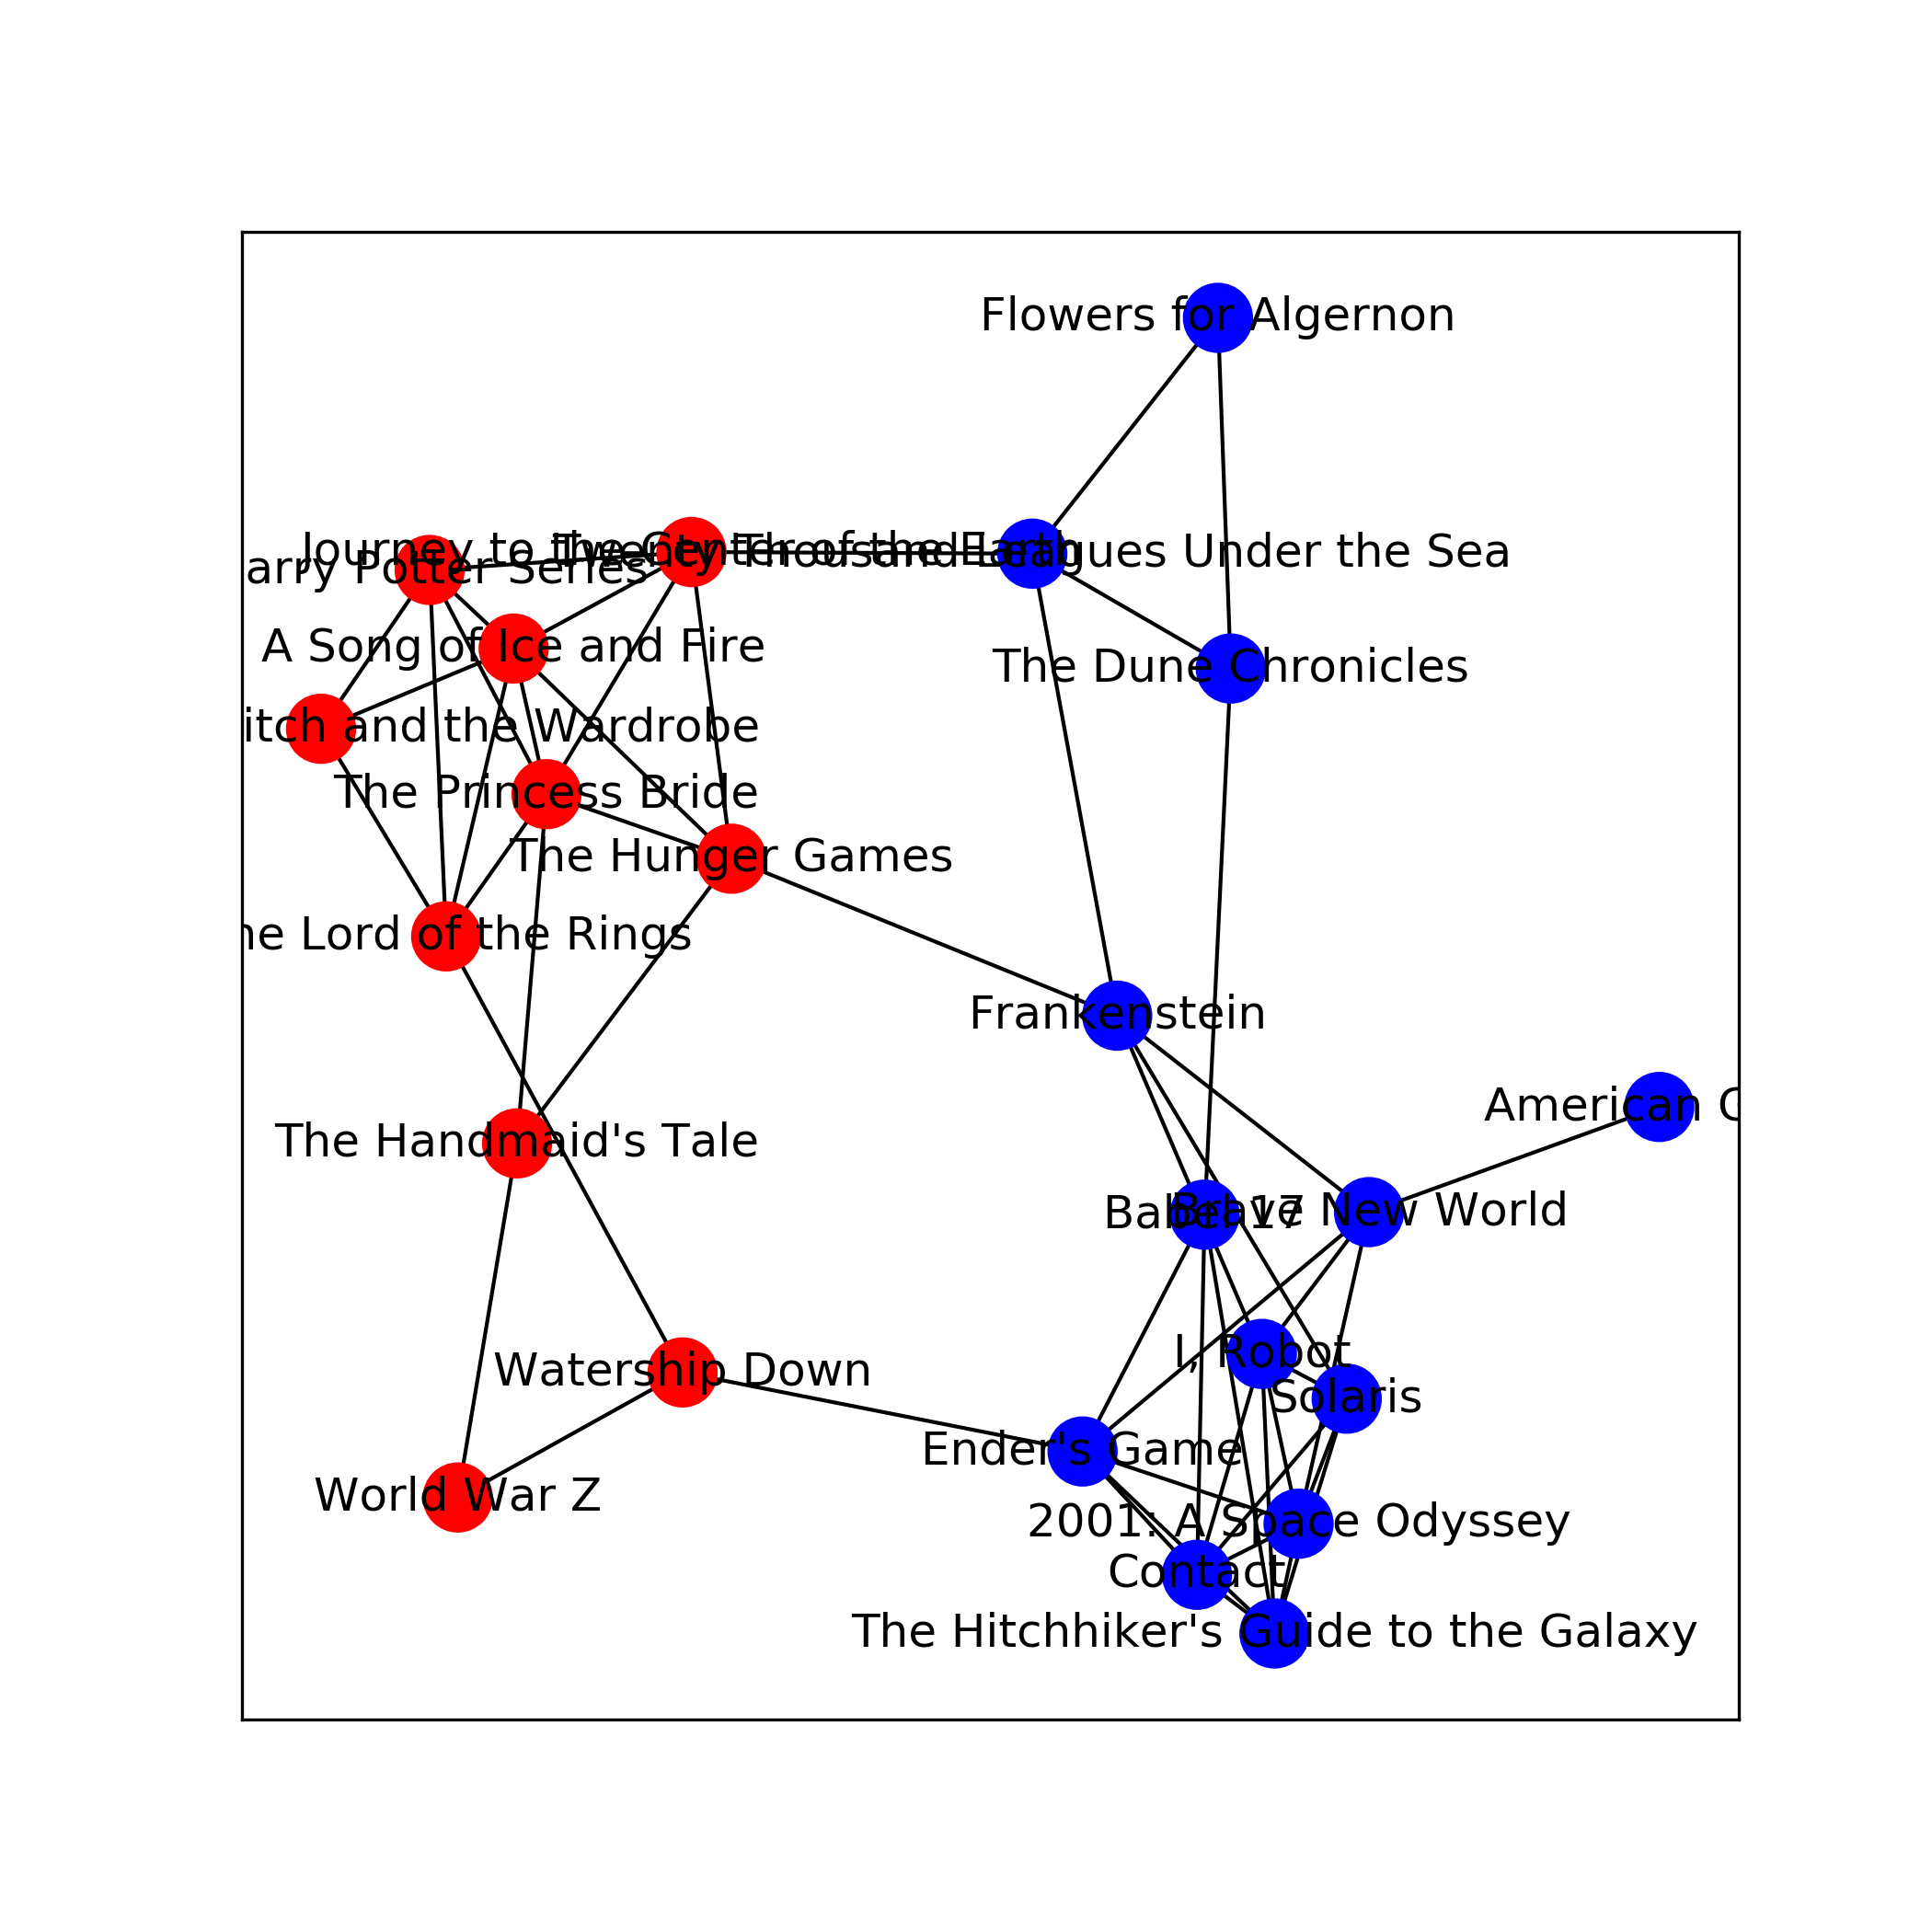 Flowers for Algernon
Journey to the Center of the Earth
Twenty Thousand Leagues Under the Sea
arry Potter Series
A Song of Ice and Fire
The Dune Chronicles
itch and the Wardrobe
The Princess Bride
The Hunger Games
he Lord of the Rings
Frankenstein
American G
The Handmaid's Tale
Babel-17
Brave New World
I, Robot
Watership Down
Solaris
Ender's Game
World War Z
2001: A Space Odyssey
Contact
The Hitchhiker's Guide to the Galaxy